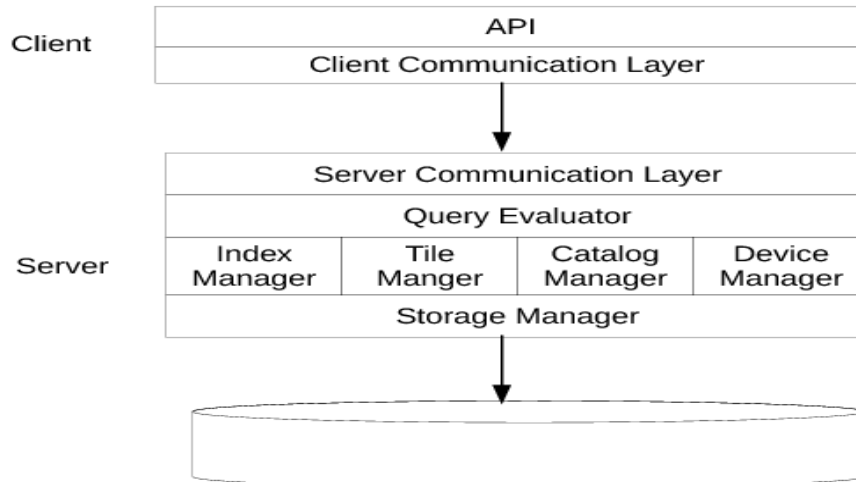 API
Client
Client Communication Layer
Server Communication Layer
Query Evaluator
Index Manager
Tile Manger
Catalog Manager
Device Manager
Server
Storage Manager